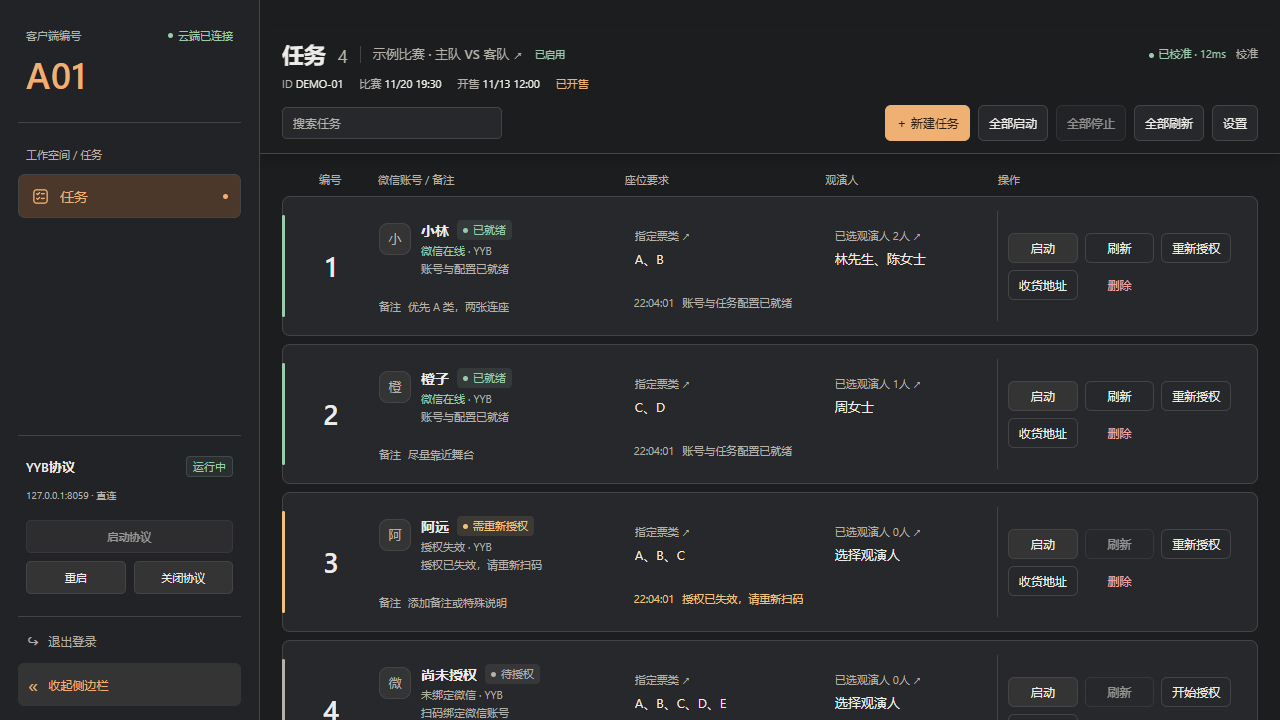 客户端编号
云端已连接
A01
工作空间 / 任务
任务
YYB协议
运行中
127.0.0.1:8059 · 直连
启动协议
重启
关闭协议
退出登录
收起侧边栏
任务 4 示例比赛 · 主队 VS 客队 ↗ 已启用
已校准 · 12ms 校准
ID DEMO-01 比赛 11/20 19:30 开售 11/13 12:00 已开售
搜索任务
+ 新建任务 全部启动 全部停止 全部刷新 设置
编号 微信账号 / 备注 座位要求 观演人 操作
1
小
小林 已就绪
微信在线 · YYB
账号与配置已就绪
备注 优先 A 类，两张连座
指定票类 ↗
A、B
22:04:01 账号与任务配置已就绪
已选观演人 2人 ↗
林先生、陈女士
启动 刷新 重新授权
收货地址 删除
2
橙
橙子 已就绪
微信在线 · YYB
账号与配置已就绪
备注 尽量靠近舞台
指定票类 ↗
C、D
22:04:01 账号与任务配置已就绪
已选观演人 1人 ↗
周女士
启动 刷新 重新授权
收货地址 删除
3
阿
阿远 需重新授权
授权失效 · YYB
授权已失效，请重新扫码
备注 添加备注或特殊说明
指定票类 ↗
A、B、C
22:04:01 授权已失效，请重新扫码
已选观演人 0人 ↗
选择观演人
启动 刷新 重新授权
收货地址 删除
4
微
尚未授权 待授权
未绑定微信 · YYB
扫码绑定微信账号
指定票类 ↗
A、B、C、D、E
已选观演人 0人 ↗
选择观演人
启动 刷新 开始授权